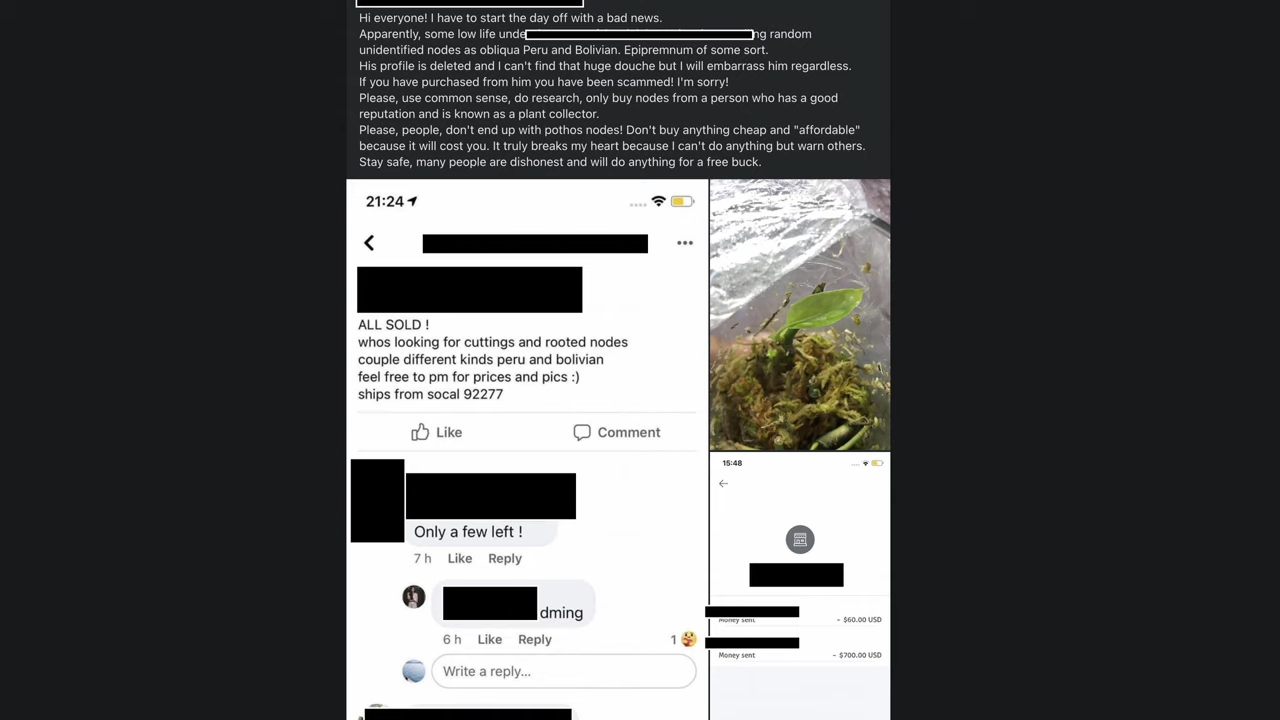 Hi everyone! I have to start the day off with a bad news.
Apparently, some low life unde
ng random
unidentified nodes as obliqua Peru and Bolivian. Epipremnum of some sort.
His profile is deleted and I can't find that huge douche but I will embarrass him regardless.
If you have purchased from him you have been scammed! I'm sorry!
Please, use common sense, do research, only buy nodes from a person who has a good
reputation and is known as a plant collector.
Please, people, don't end up with pothos nodes! Don't buy anything cheap and "affordable"
because it will cost you. It truly breaks my heart because I can't do anything but warn others.
Stay safe, many people are dishonest and will do anything for a free buck.
21:24
ALL SOLD !
whos looking for cuttings and rooted nodes
couple different kinds peru and bolivian
feel free to pm for prices and pics :)
ships from socal 92277
Like
Comment
Only a few left !
7 h Like Reply
dming
6 h Like Reply
1
Write a reply...
15:48
Money sent
- $60.00 USD
Money sent
- $700.00 USD